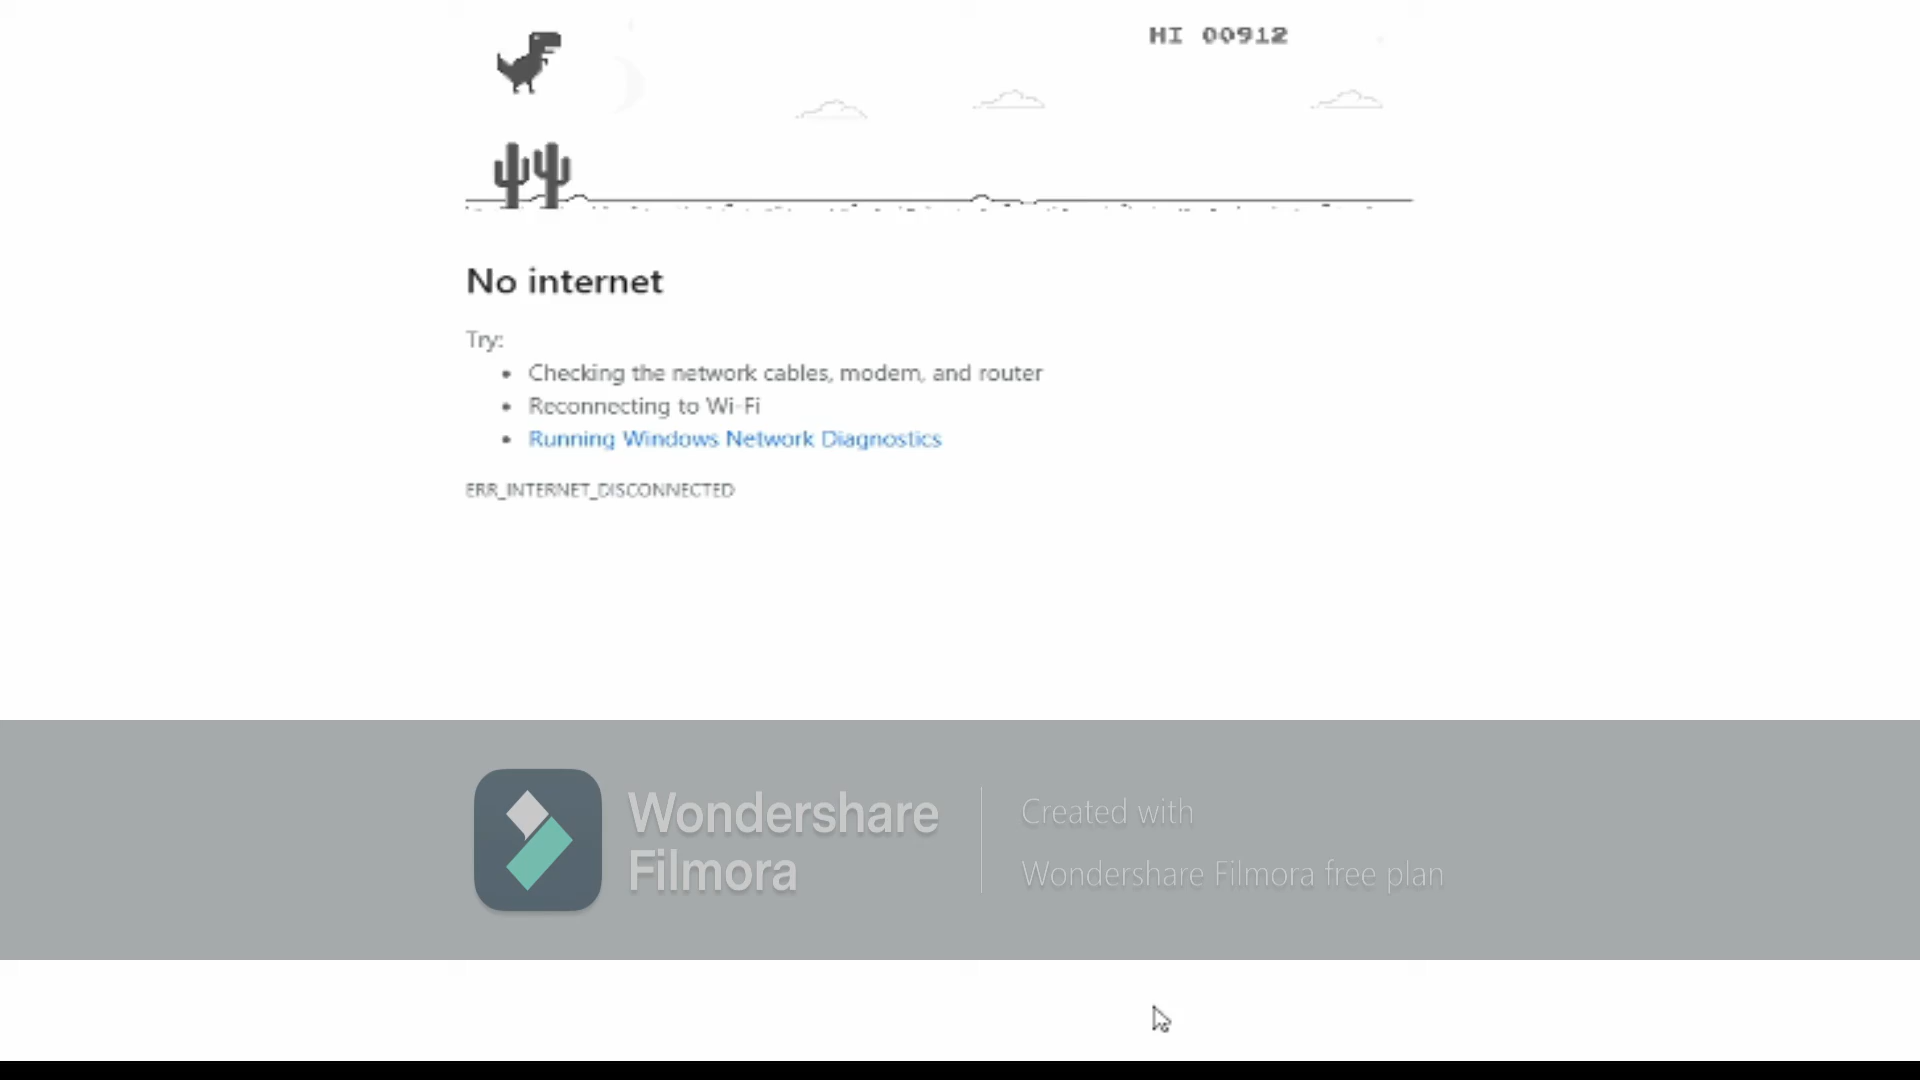 HI 00912
No internet
Try:
Checking the network cables, modem, and router
Reconnecting to Wi-Fi
Running Windows Network Diagnostics
ERR_INTERNET_DISCONNECTED
Wondershare
Filmora
Created with
Wondershare Filmora free plan